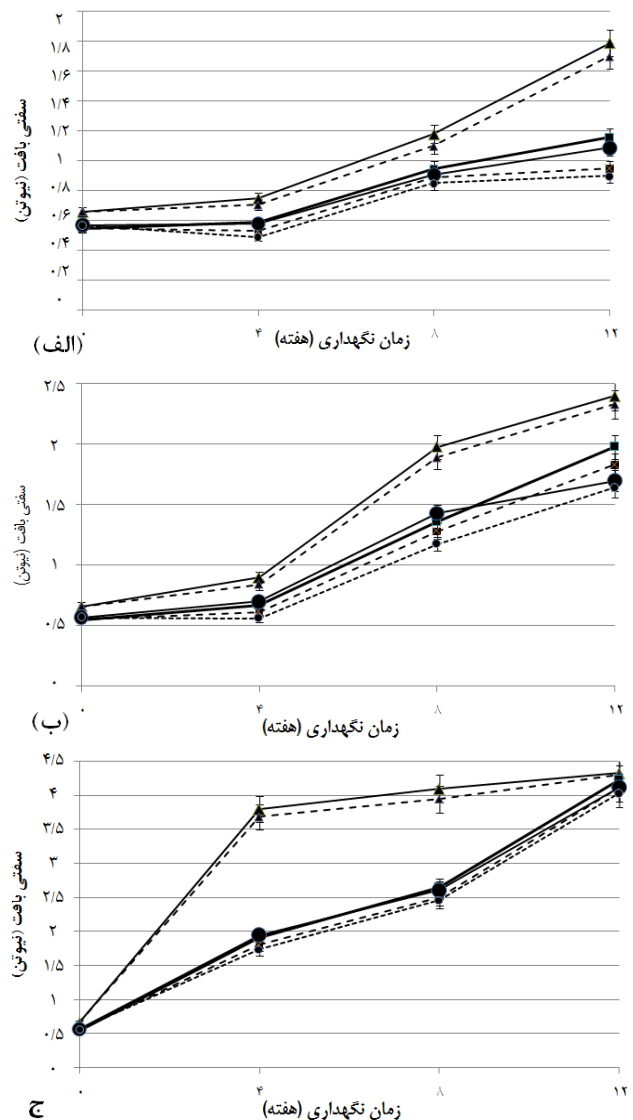 ۲
۱/۸
۱/۶
۱/۴
۱/۲
۱
۰/۸
۰/۶
۰/۴
۰/۲
۰
سفتی بافت (نیوتن)
۰ ۴ ۸ ۱۲
زمان نگهداری (هفته)
(الف)
۲/۵
۲
۱/۵
۱
۰/۵
۰
سفتی بافت (نیوتن)
۰ ۴ ۸ ۱۲
زمان نگهداری (هفته)
(ب)
۴/۵
۴
۳/۵
۳
۲/۵
۲
۱/۵
۱
۰/۵
۰
سفتی بافت (نیوتن)
۰ ۴ ۸ ۱۲
زمان نگهداری (هفته)
ج